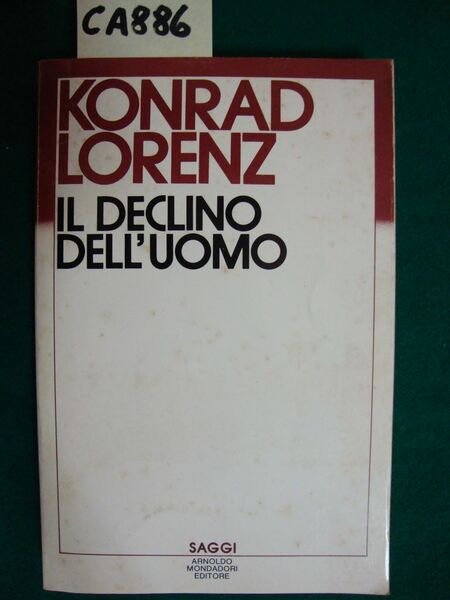 CA886
KONRAD
LORENZ
IL DECLINO
DELL'UOMO
SAGGI
ARNOLDO
MONDADORI
EDITORE